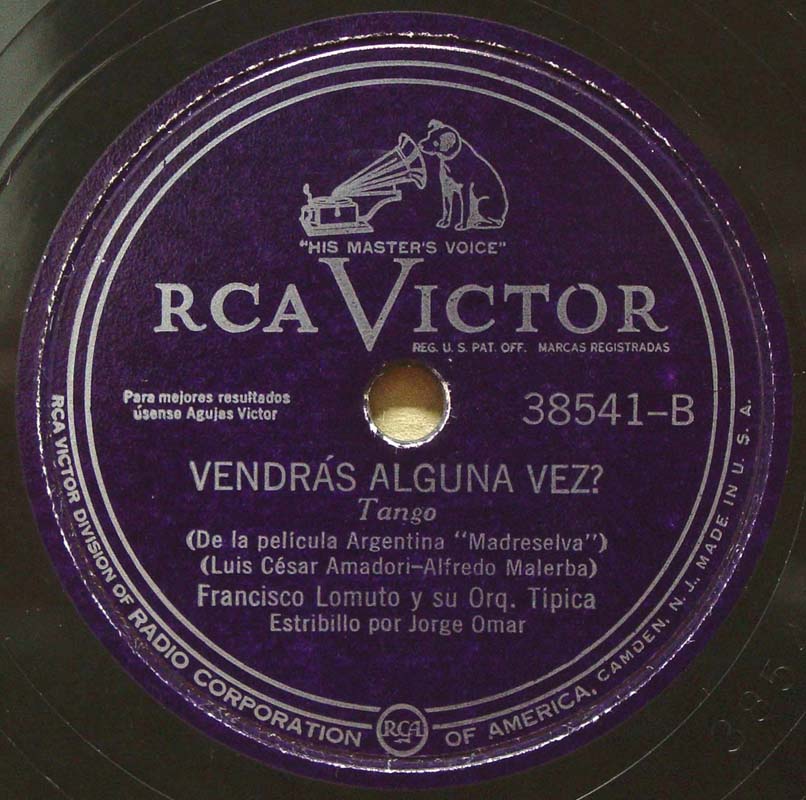 "HIS MASTER'S VOICE"
RCA VICTOR
REG. U. S. PAT. OFF. MARCAS REGISTRADAS
Para mejores resultados
úsense Agujas Victor
38541-B
VENDRÁS ALGUNA VEZ?
Tango
(De la película Argentina "Madreselva")
(Luis César Amadori-Alfredo Malerba)
Francisco Lomuto y su Orq. Típica
Estribillo por Jorge Omar
RCA VICTOR DIVISION OF RADIO CORPORATION OF AMERICA, CAMDEN, N. J., MADE IN U. S. A.
RCA